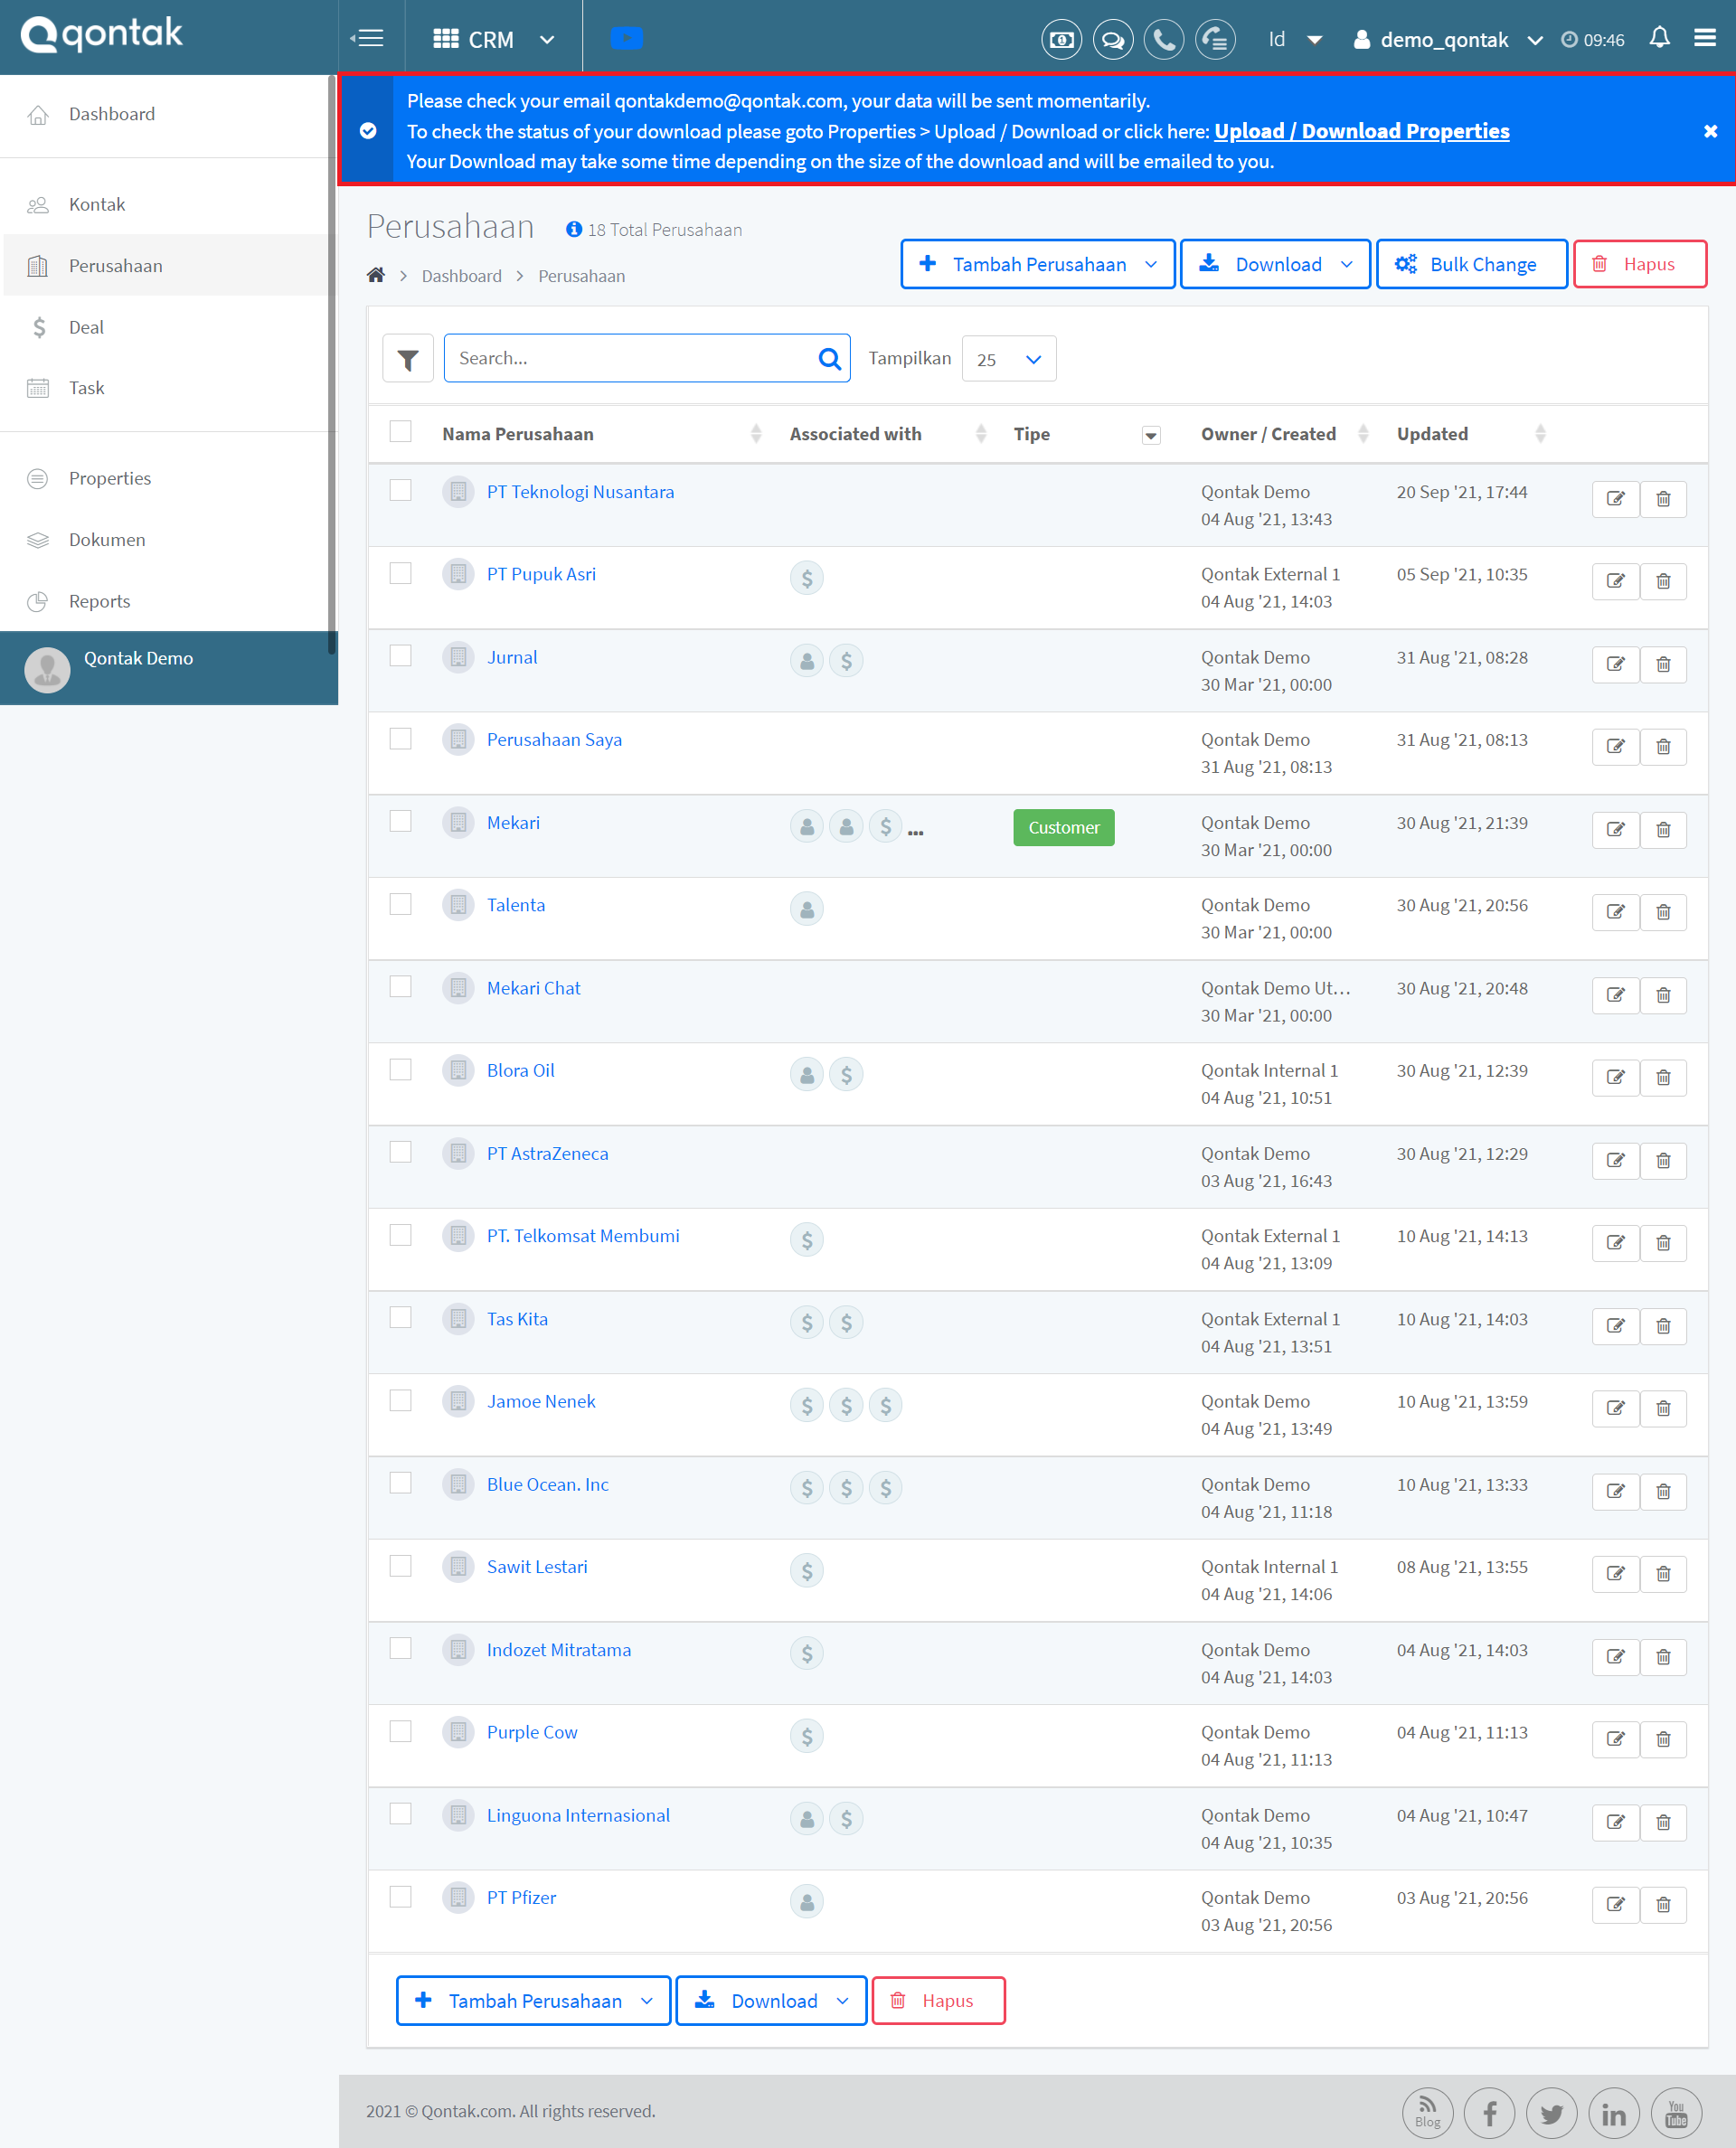 qontak
CRM
Id
demo_qontak
09:46
Please check your email qontakdemo@qontak.com, your data will be sent momentarily.
To check the status of your download please goto Properties > Upload / Download or click here: Upload / Download Properties
Your Download may take some time depending on the size of the download and will be emailed to you.
Dashboard
Kontak
Perusahaan
Deal
Task
Properties
Dokumen
Reports
Qontak Demo
Perusahaan
18 Total Perusahaan
Dashboard > Perusahaan
Tambah Perusahaan
Download
Bulk Change
Hapus
Search...
Tampilkan
25
Nama Perusahaan Associated with Tipe Owner / Created Updated
PT Teknologi Nusantara Qontak Demo 20 Sep '21, 17:44
04 Aug '21, 13:43
PT Pupuk Asri Qontak External 1 05 Sep '21, 10:35
04 Aug '21, 14:03
Jurnal Qontak Demo 31 Aug '21, 08:28
30 Mar '21, 00:00
Perusahaan Saya Qontak Demo 31 Aug '21, 08:13
31 Aug '21, 08:13
Mekari ... Customer Qontak Demo 30 Aug '21, 21:39
30 Mar '21, 00:00
Talenta Qontak Demo 30 Aug '21, 20:56
30 Mar '21, 00:00
Mekari Chat Qontak Demo Ut... 30 Aug '21, 20:48
30 Mar '21, 00:00
Blora Oil Qontak Internal 1 30 Aug '21, 12:39
04 Aug '21, 10:51
PT AstraZeneca Qontak Demo 30 Aug '21, 12:29
03 Aug '21, 16:43
PT. Telkomsat Membumi Qontak External 1 10 Aug '21, 14:13
04 Aug '21, 13:09
Tas Kita Qontak External 1 10 Aug '21, 14:03
04 Aug '21, 13:51
Jamoe Nenek Qontak Demo 10 Aug '21, 13:59
04 Aug '21, 13:49
Blue Ocean. Inc Qontak Demo 10 Aug '21, 13:33
04 Aug '21, 11:18
Sawit Lestari Qontak Internal 1 08 Aug '21, 13:55
04 Aug '21, 14:06
Indozet Mitratama Qontak Demo 04 Aug '21, 14:03
04 Aug '21, 14:03
Purple Cow Qontak Demo 04 Aug '21, 11:13
04 Aug '21, 11:13
Linguona Internasional Qontak Demo 04 Aug '21, 10:47
04 Aug '21, 10:35
PT Pfizer Qontak Demo 03 Aug '21, 20:56
03 Aug '21, 20:56
Tambah Perusahaan
Download
Hapus
2021 © Qontak.com. All rights reserved.
Blog
You Tube